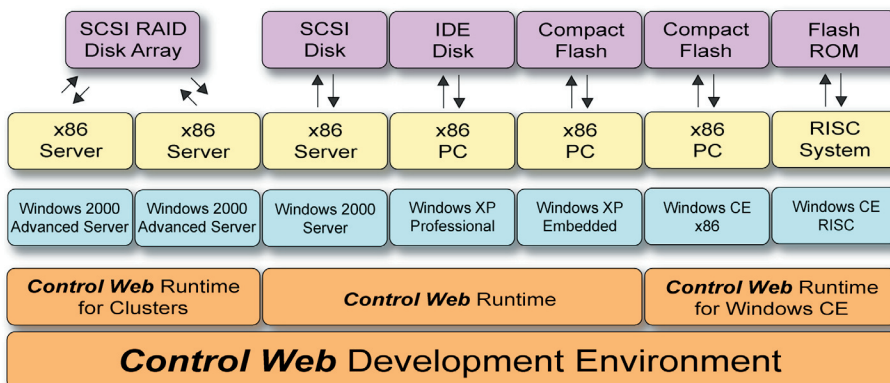 SCSI RAID
Disk Array
SCSI
Disk
IDE
Disk
Compact
Flash
Compact
Flash
Flash
ROM
x86
Server
x86
Server
x86
Server
x86
PC
x86
PC
x86
PC
RISC
System
Windows 2000
Advanced Server
Windows 2000
Advanced Server
Windows 2000
Server
Windows XP
Professional
Windows XP
Embedded
Windows CE
x86
Windows CE
RISC
Control Web Runtime
for Clusters
Control Web Runtime
Control Web Runtime
for Windows CE
Control Web Development Environment